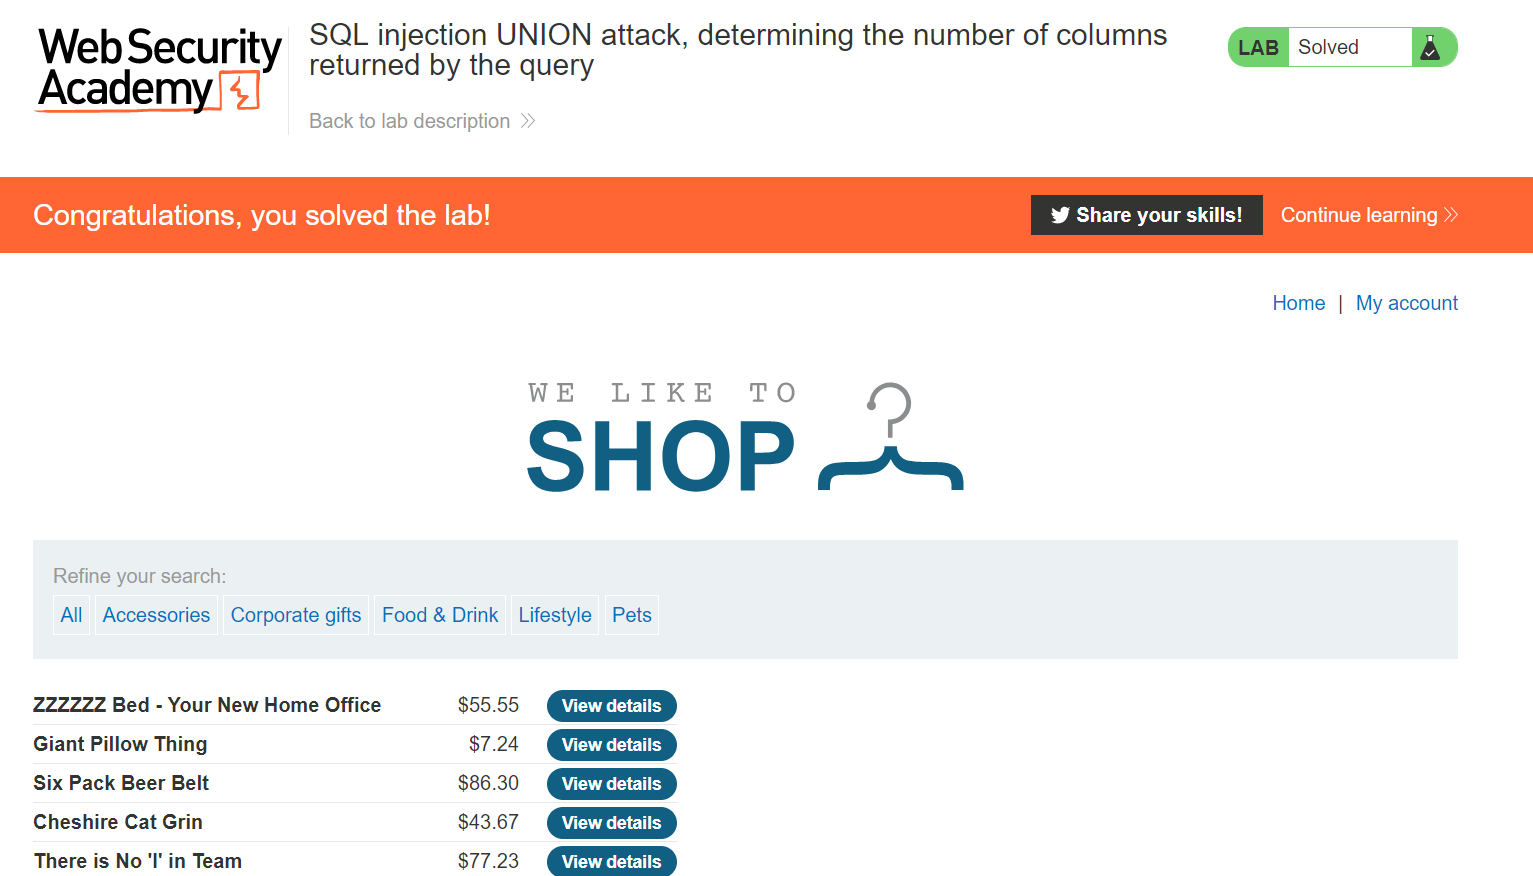 Web Security
Academy
SQL injection UNION attack, determining the number of columns
returned by the query
Back to lab description
LAB Solved
Congratulations, you solved the lab!
Share your skills!
Continue learning
Home | My account
WE LIKE TO
SHOP
Refine your search:
All Accessories Corporate gifts Food & Drink Lifestyle Pets
ZZZZZZ Bed - Your New Home Office $55.55 View details
Giant Pillow Thing $7.24 View details
Six Pack Beer Belt $86.30 View details
Cheshire Cat Grin $43.67 View details
There is No 'I' in Team $77.23 View details